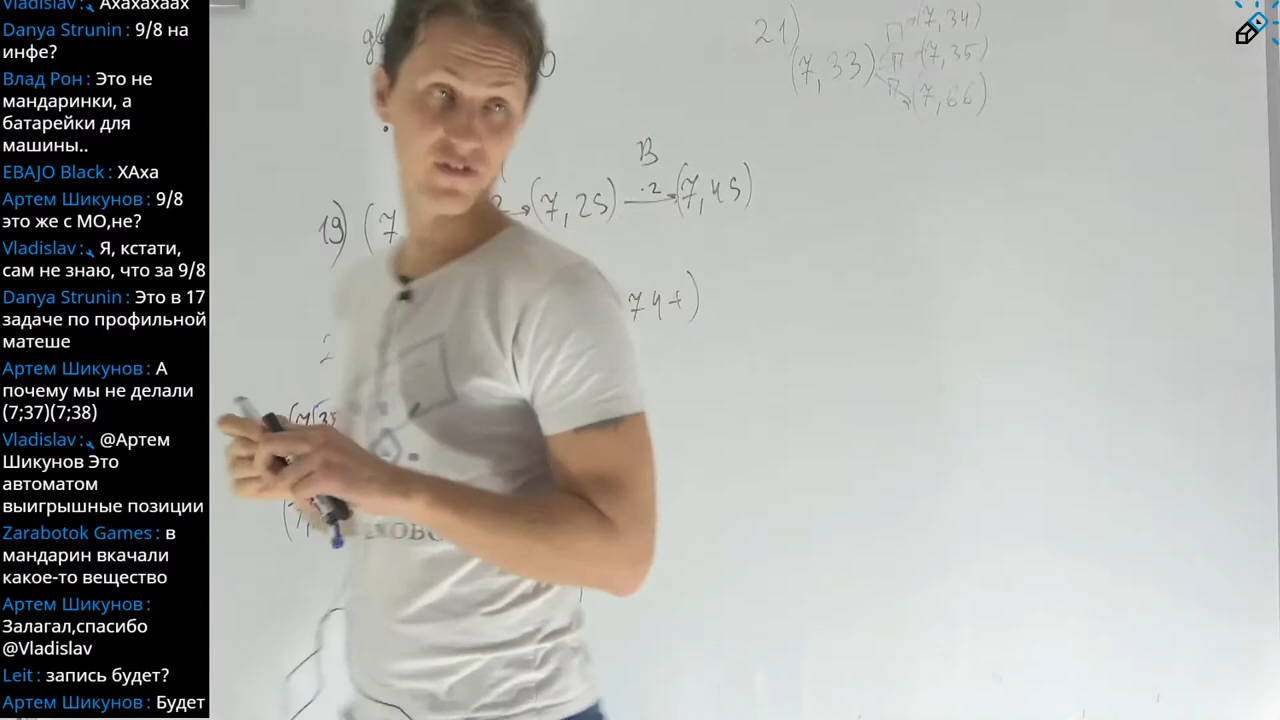 Vladislav: Ахахахаах
Danya Strunin: 9/8 на
инфе?
Влад Рон: Это не
мандаринки, а
батарейки для
машины..
EBAJO Black: ХАха
Артем Шикунов: 9/8
это же с МО,не?
Vladislav: Я, кстати,
сам не знаю, что за 9/8
Danya Strunin: Это в 17
задаче по профильной
матеше
Артем Шикунов: А
почему мы не делали
(7;37)(7;38)
Vladislav: @Артем
Шикунов Это
автоматом
выигрышные позиции
Zarabotok Games: в
мандарин вкачали
какое-то вещество
Артем Шикунов:
Залагал,спасибо
@Vladislav
Leit: запись будет?
Артем Шикунов: Будет
21)
(7,33)
П (7,34)
П (7,35)
П (7,66)
B
19) (7
(7,25) ·2 (7,45)
74+)